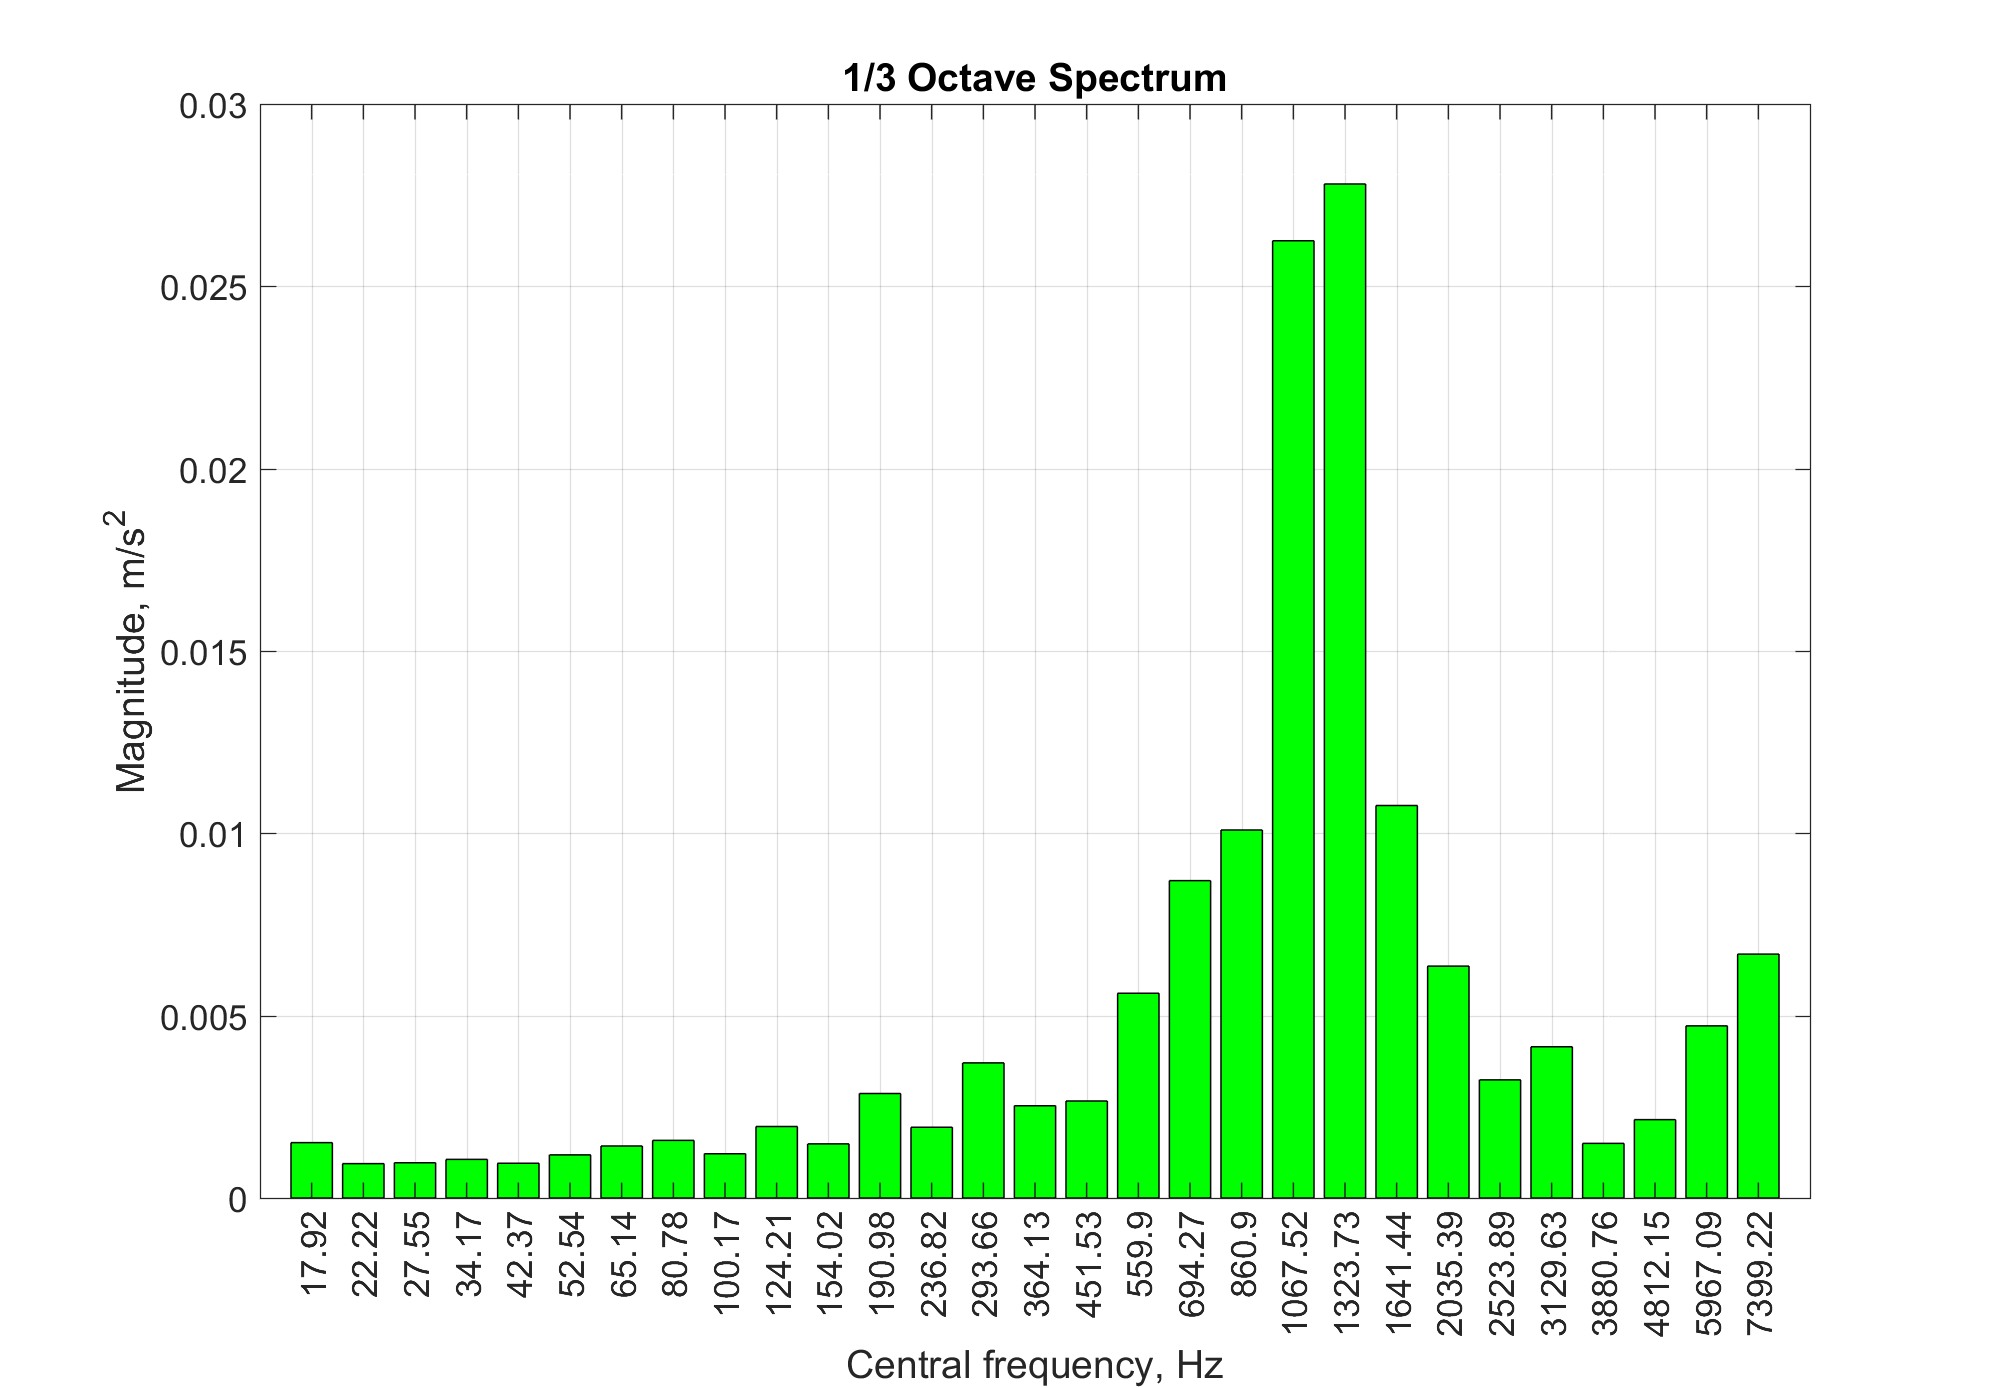 1/3 Octave Spectrum
0.03
0.025
0.02
0.015
0.01
0.005
0
Magnitude, m/s²
17.92 22.22 27.55 34.17 42.37 52.54 65.14 80.78 100.17 124.21 154.02 190.98 236.82 293.66 364.13 451.53 559.9 694.27 860.9 1067.52 1323.73 1641.44 2035.39 2523.89 3129.63 3880.76 4812.15 5967.09 7399.22
Central frequency, Hz